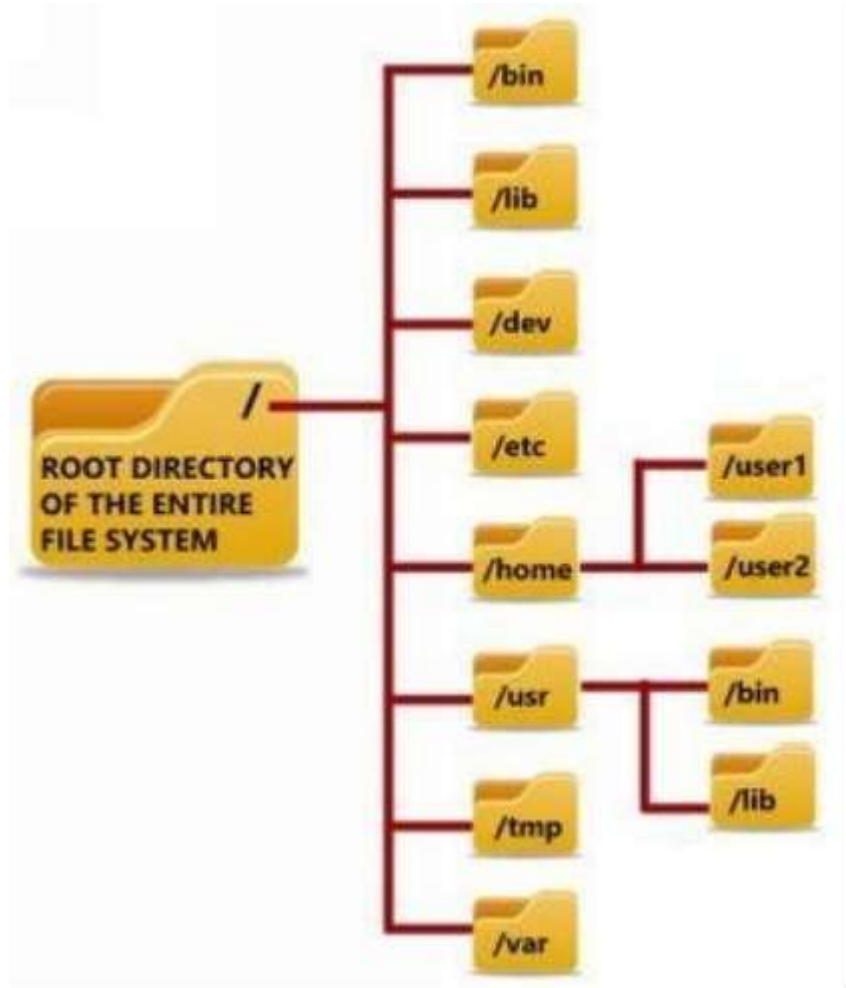 /
ROOT DIRECTORY
OF THE ENTIRE
FILE SYSTEM
/bin
/lib
/dev
/etc
/home
/user1
/user2
/usr
/bin
/lib
/tmp
/var